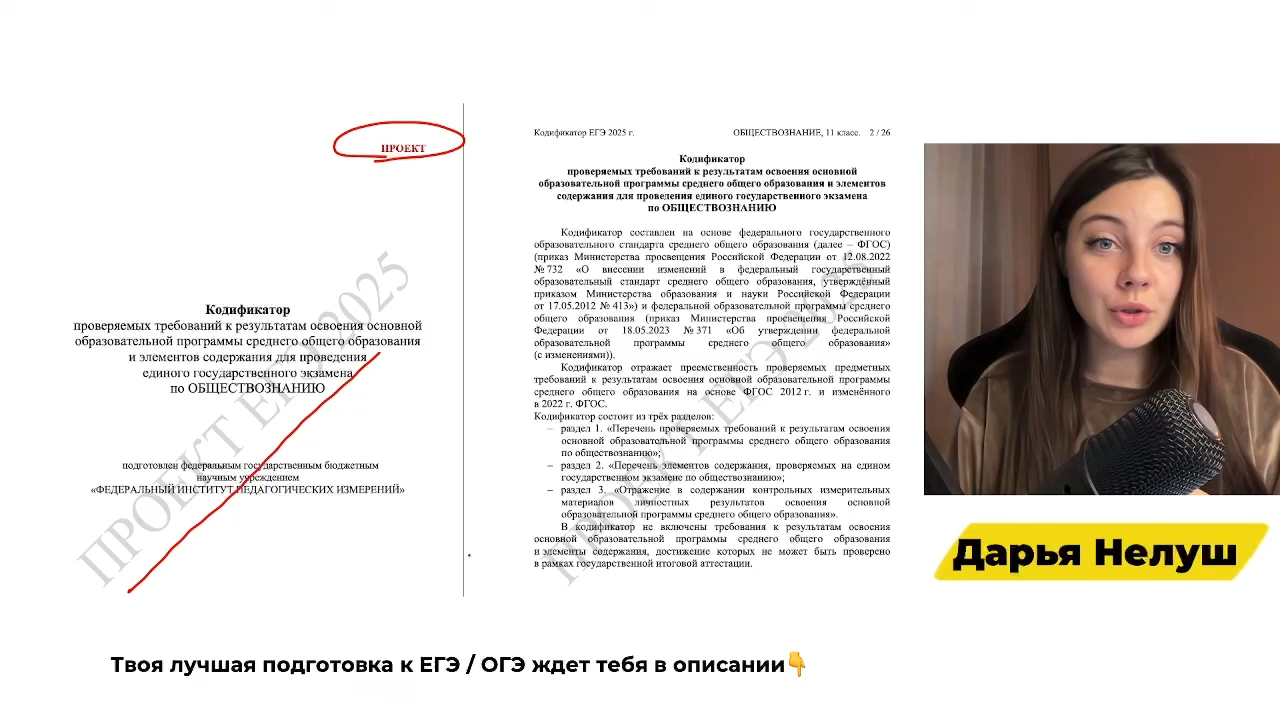 ПРОЕКТ
Кодификатор
проверяемых требований к результатам освоения основной
образовательной программы среднего общего образования
и элементов содержания для проведения
единого государственного экзамена
по ОБЩЕСТВОЗНАНИЮ
подготовлен федеральным государственным бюджетным
научным учреждением
«ФЕДЕРАЛЬНЫЙ ИНСТИТУТ ПЕДАГОГИЧЕСКИХ ИЗМЕРЕНИЙ»
ПРОЕКТ ЕГЭ 2025
Кодификатор ЕГЭ 2025 г. ОБЩЕСТВОЗНАНИЕ, 11 класс. 2 / 26
Кодификатор
проверяемых требований к результатам освоения основной
образовательной программы среднего общего образования и элементов
содержания для проведения единого государственного экзамена
по ОБЩЕСТВОЗНАНИЮ
Кодификатор составлен на основе федерального государственного
образовательного стандарта среднего общего образования (далее – ФГОС)
(приказ Министерства просвещения Российской Федерации от 12.08.2022
№ 732 «О внесении изменений в федеральный государственный
образовательный стандарт среднего общего образования, утверждённый
приказом Министерства образования и науки Российской Федерации
от 17.05.2012 № 413») и федеральной образовательной программы среднего
общего образования (приказ Министерства просвещения Российской
Федерации от 18.05.2023 № 371 «Об утверждении федеральной
образовательной программы среднего общего образования»
(с изменениями)).
Кодификатор отражает преемственность проверяемых предметных
требований к результатам освоения основной образовательной программы
среднего общего образования на основе ФГОС 2012 г. и изменённого
в 2022 г. ФГОС.
Кодификатор состоит из трёх разделов:
– раздел 1. «Перечень проверяемых требований к результатам освоения
основной образовательной программы среднего общего образования
по обществознанию»;
– раздел 2. «Перечень элементов содержания, проверяемых на едином
государственном экзамене по обществознанию»;
– раздел 3. «Отражение в содержании контрольных измерительных
материалов личностных результатов освоения основной
образовательной программы среднего общего образования».
В кодификатор не включены требования к результатам освоения
основной образовательной программы среднего общего образования
и элементы содержания, достижение которых не может быть проверено
в рамках государственной итоговой аттестации.
ПРОЕКТ ЕГЭ 2025
Дарья Нелуш
Твоя лучшая подготовка к ЕГЭ / ОГЭ ждет тебя в описании👇